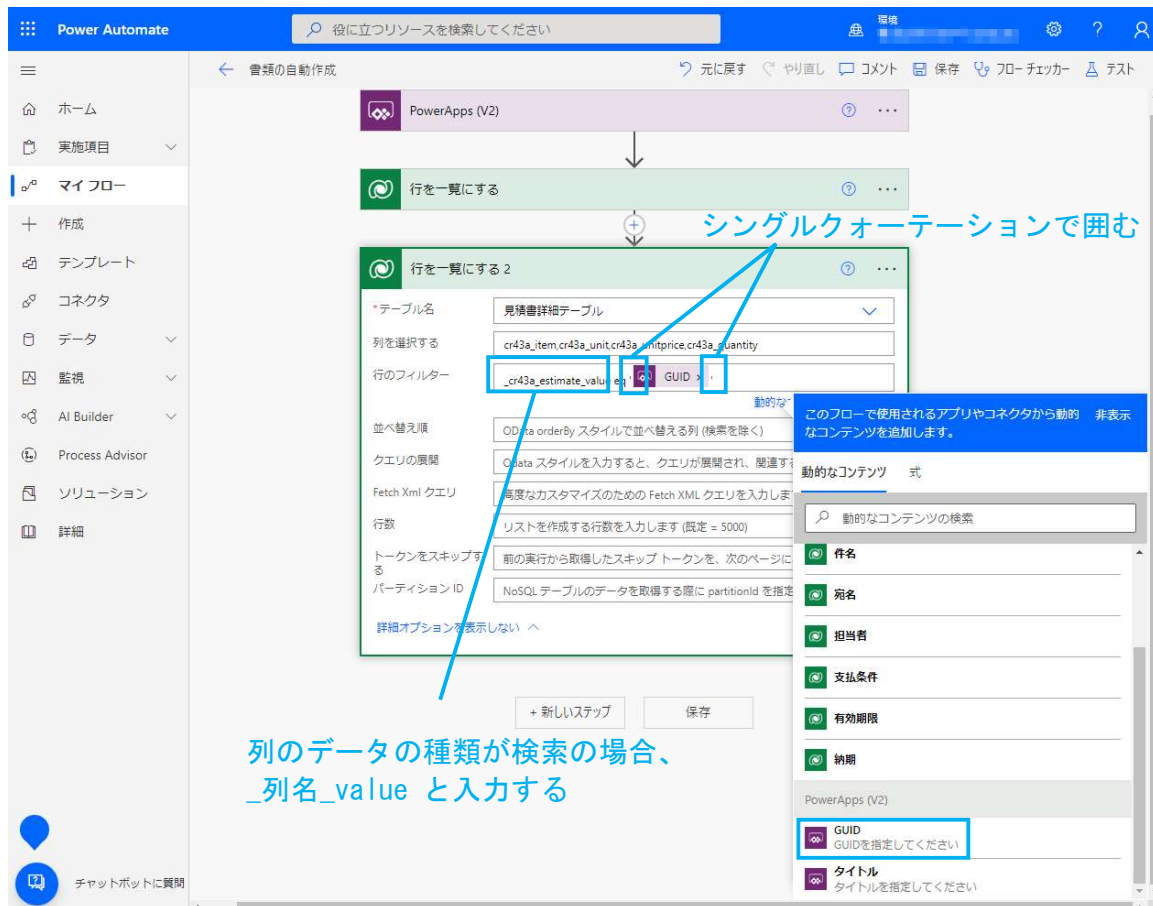 Power Automate
役に立つリソースを検索してください
環境
書類の自動作成
元に戻す
やり直し
コメント
保存
フロー チェッカー
テスト
ホーム
実施項目
マイ フロー
作成
テンプレート
コネクタ
データ
監視
AI Builder
Process Advisor
ソリューション
詳細
チャットボットに質問
PowerApps (V2)
行を一覧にする
シングルクォーテーションで囲む
行を一覧にする 2
*テーブル名
見積書詳細テーブル
列を選択する
cr43a_item,cr43a_unit,cr43a_unitprice,cr43a_quantity
行のフィルター
_cr43a_estimate_value eq ' GUID × '
動的な
並べ替え順
OData orderBy スタイルで並べ替える列 (検索を除く)
クエリの展開
Odata スタイルを入力すると、クエリが展開され、関連す
Fetch Xml クエリ
高度なカスタマイズのための Fetch XML クエリを入力しま
行数
リストを作成する行数を入力します (既定 = 5000)
トークンをスキップす
る
前の実行から取得したスキップ トークンを、次のページに
パーティション ID
NoSQL テーブルのデータを取得する際に partitionId を指定
詳細オプションを表示しない
+ 新しいステップ
保存
列のデータの種類が検索の場合、
_列名_value と入力する
このフローで使用されるアプリやコネクタから動的
なコンテンツを追加します。
非表示
動的なコンテンツ
式
動的なコンテンツの検索
件名
宛名
担当者
支払条件
有効期限
納期
PowerApps (V2)
GUID
GUIDを指定してください
タイトル
タイトルを指定してください